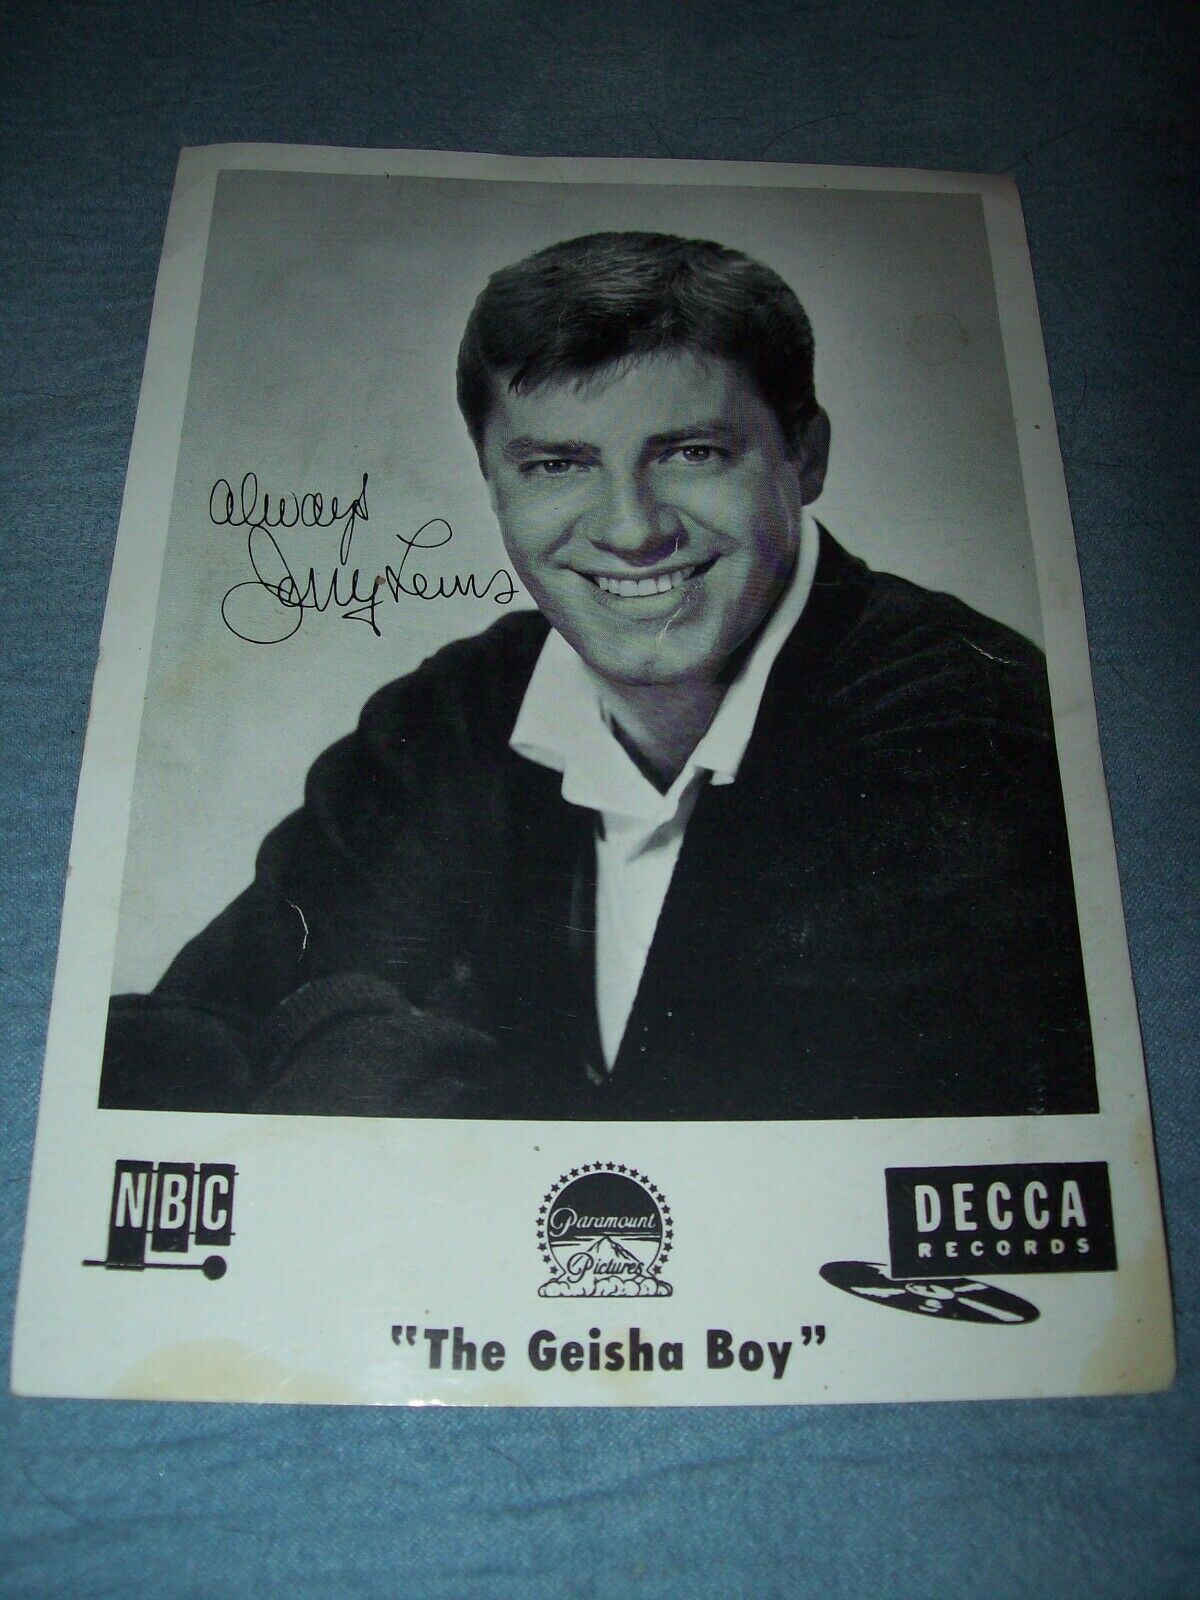 always
Jerry Lewis
NBC
Paramount
Pictures
DECCA
RECORDS
"The Geisha Boy"